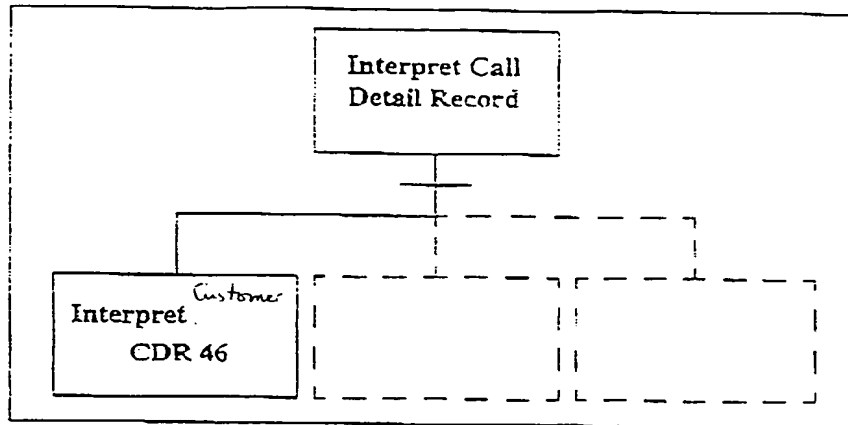 Interpret Call
Detail Record
Customer
Interpret
CDR 46